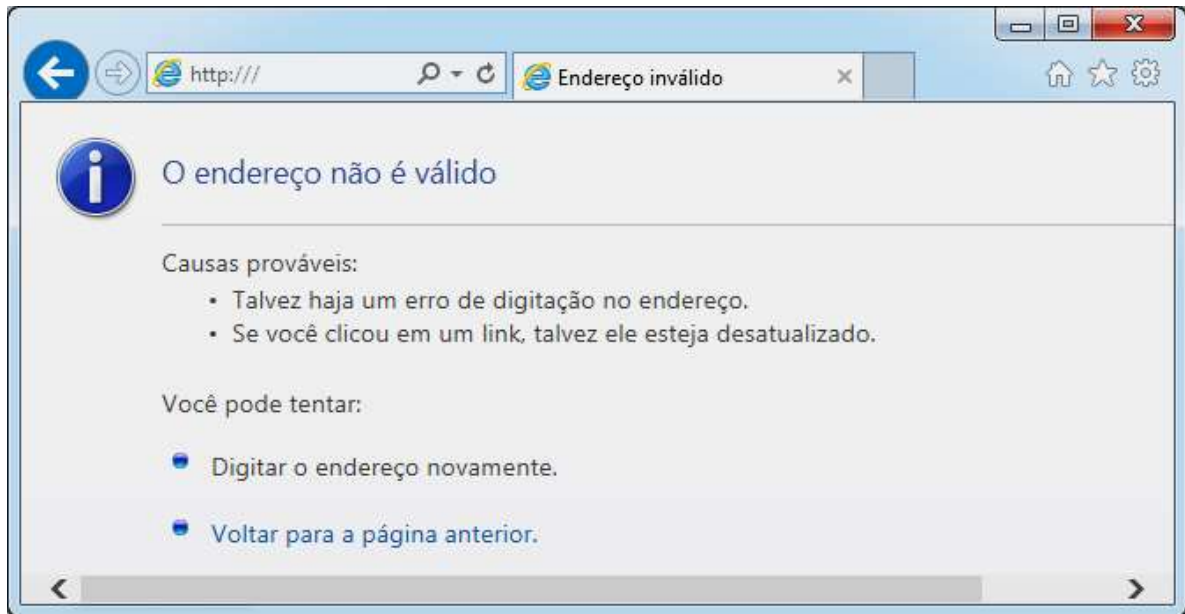 http:///
Endereço inválido
O endereço não é válido
Causas prováveis:
• Talvez haja um erro de digitação no endereço.
• Se você clicou em um link, talvez ele esteja desatualizado.
Você pode tentar:
Digitar o endereço novamente.
Voltar para a página anterior.